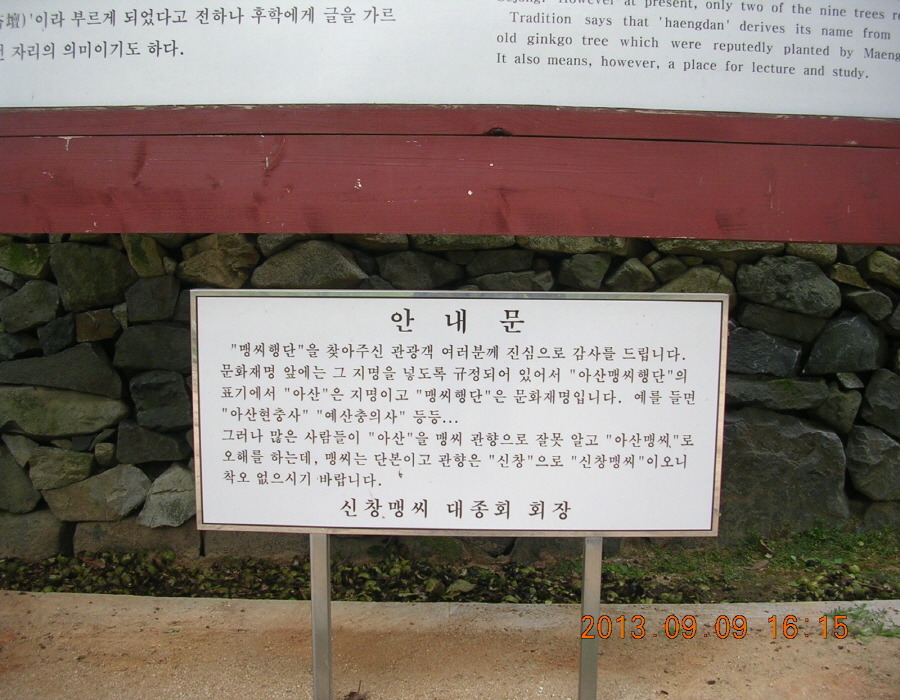 壇)'이라 부르게 되었다고 전하나 후학에게 글을 가르
자리의 의미이기도 하다.
However at present, only two of the nine trees
Tradition says that 'haengdan' derives its name from
old ginkgo tree which were reputedly planted by Maeng
It also means, however, a place for lecture and study.
안 내 문
"맹씨행단"을 찾아주신 관광객 여러분께 진심으로 감사를 드립니다.
문화재명 앞에는 그 지명을 넣도록 규정되어 있어서 "아산맹씨행단"의
표기에서 "아산"은 지명이고 "맹씨행단"은 문화재명입니다. 예를 들면
"아산현충사" "예산충의사" 등등...
그러나 많은 사람들이 "아산"을 맹씨 관향으로 잘못 알고 "아산맹씨"로
오해를 하는데, 맹씨는 단본이고 관향은 "신창"으로 "신창맹씨"이오니
착오 없으시기 바랍니다.
신창맹씨 대종회 회장
2013.09.09 16:15